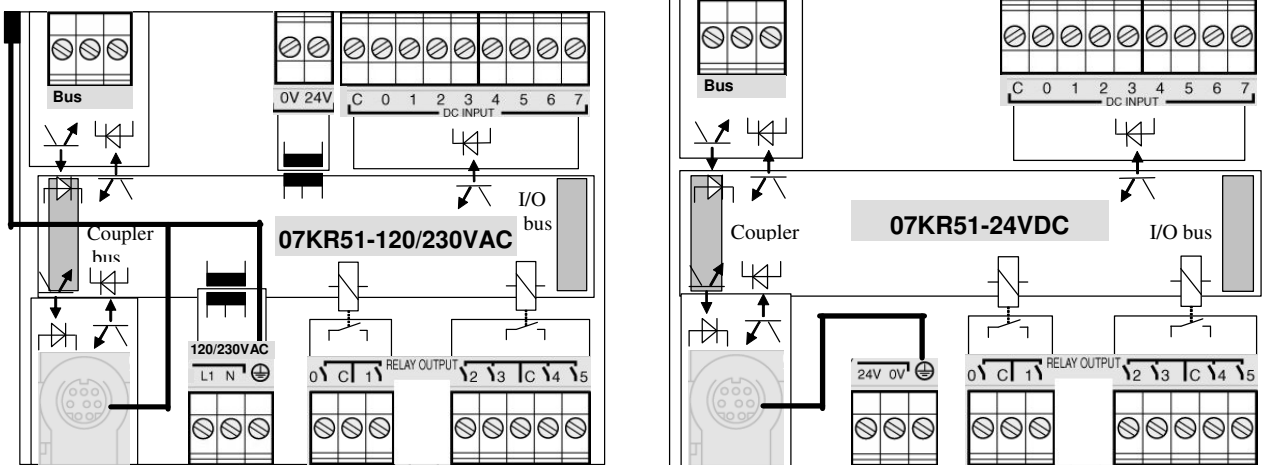 Bus
0V 24V
C 0 1 2 3 4 5 6 7
DC INPUT
Coupler
bus
07KR51-120/230VAC
I/O
bus
120/230VAC
L1 N
0 C 1
RELAY OUTPUT
2 3 C 4 5
Bus
C 0 1 2 3 4 5 6 7
DC INPUT
Coupler
07KR51-24VDC
I/O bus
24V 0V
0 C 1
RELAY OUTPUT
2 3 C 4 5